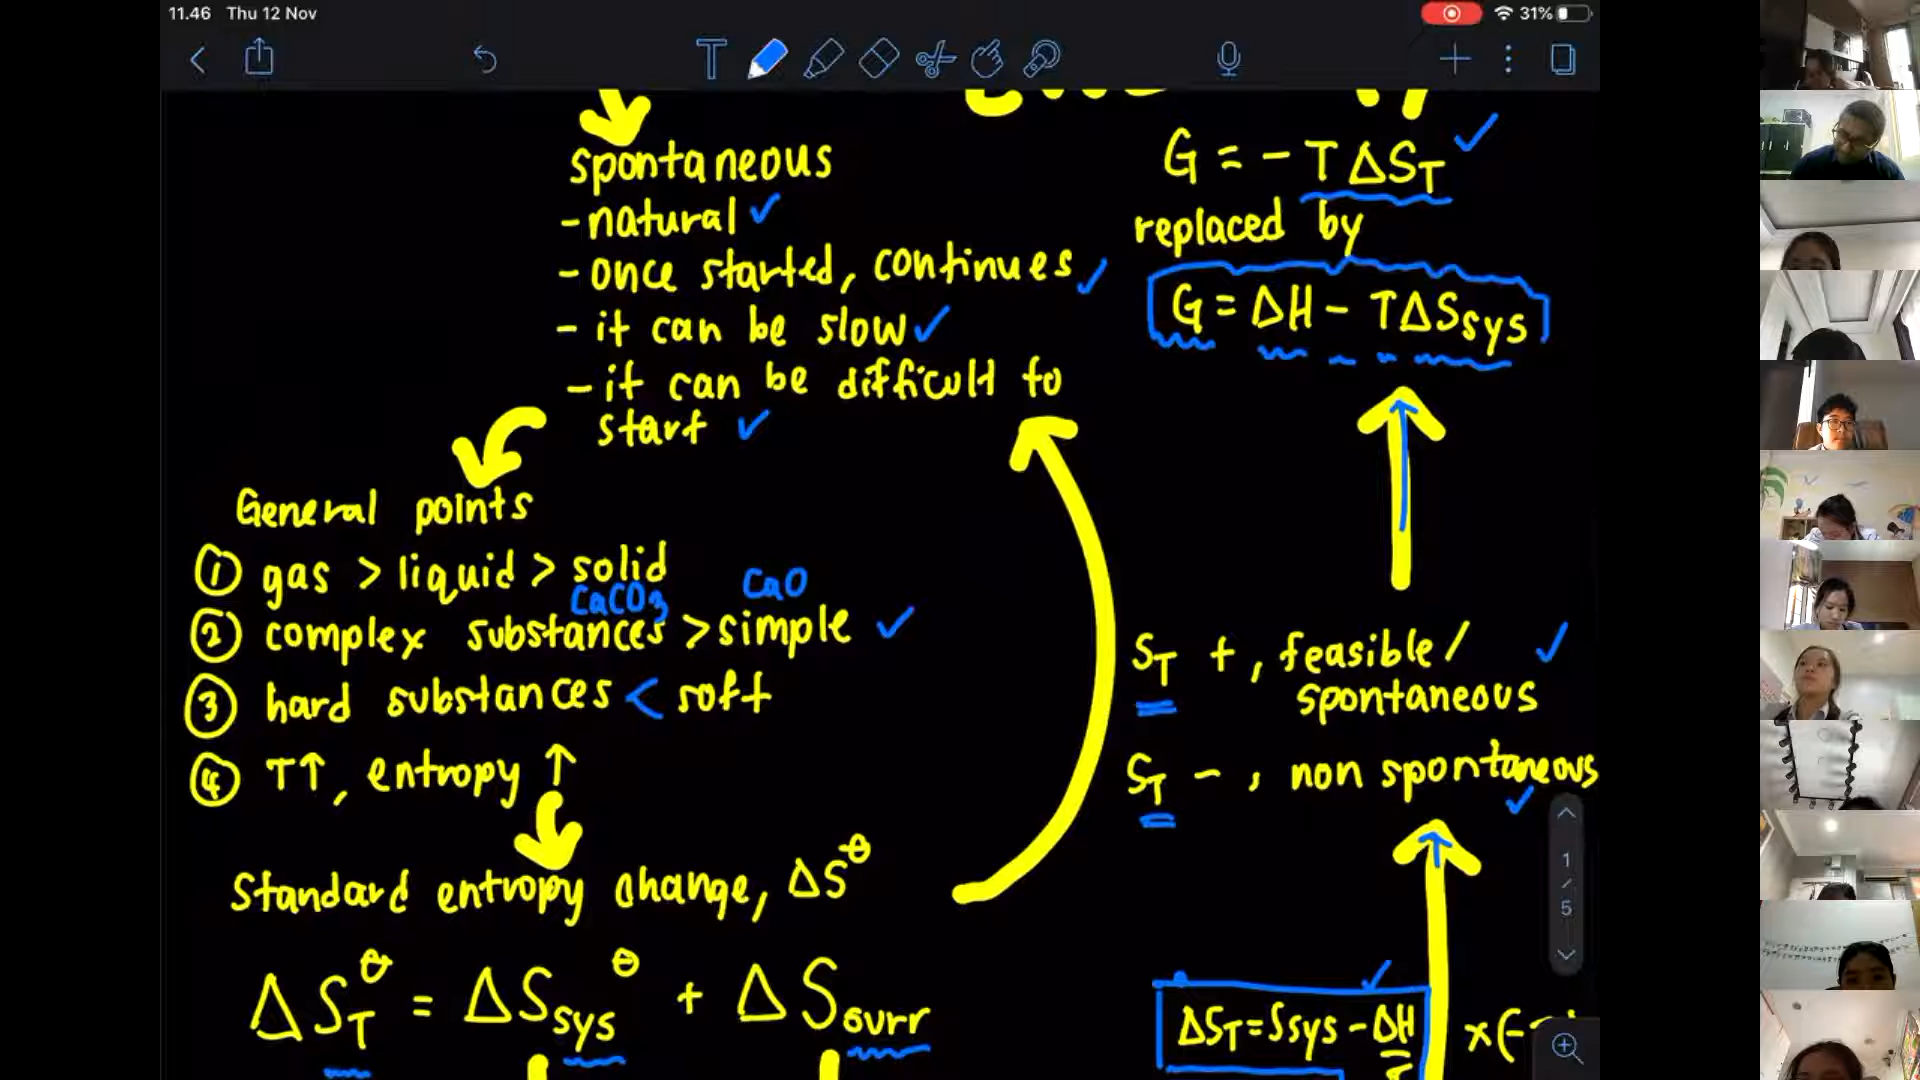 11.46 Thu 12 Nov
31%
spontaneous
- natural ✓
- once started, continues ✓
- it can be slow ✓
- it can be difficult to
start ✓
General points
① gas > liquid > solid
CaCO3 CaO
② complex substances > simple ✓
③ hard substances < soft
④ T↑, entropy ↑
Standard entropy change, ΔS⊖
ΔST⊖ = ΔSsys⊖ + ΔSsurr
G = - TΔST ✓
replaced by
G = ΔH - TΔSsys
ST +, feasible/ ✓
spontaneous
ST - , non spontaneous ✓
ΔST = Ssys - ΔH/T ✓
1/5